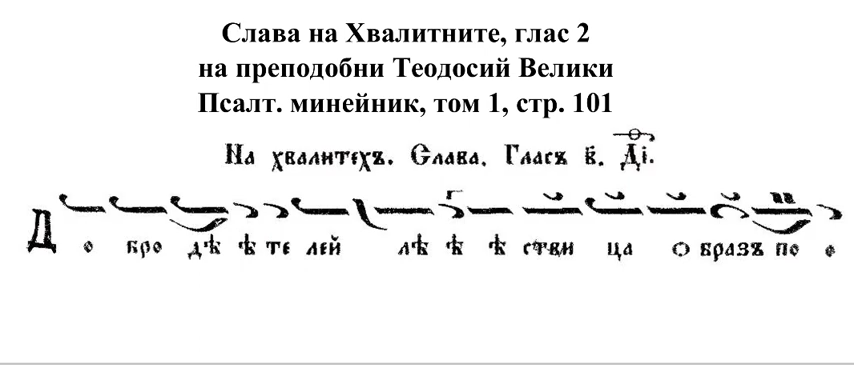 Слава на Хвалитните, глас 2
на преподобни Теодосий Велики
Псалт. минейник, том 1, стр. 101
На хвалитехъ. Слава. Гласъ в҃. Ді.
До о бро дѣ ѣ те лей лѣ ѣ ѣ стви ца О бразъ по о